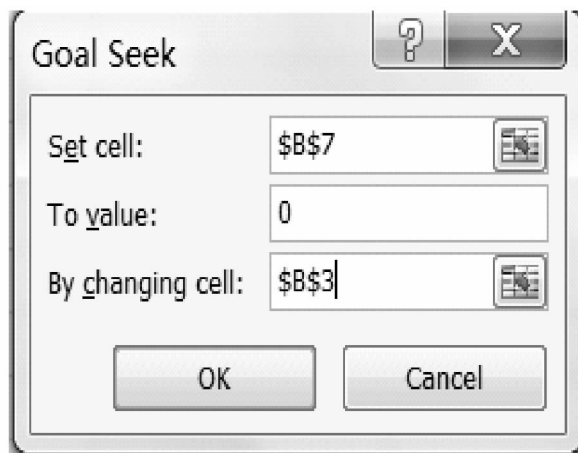 Goal Seek
Set cell: $B$7
To value: 0
By changing cell: $B$3
OK Cancel